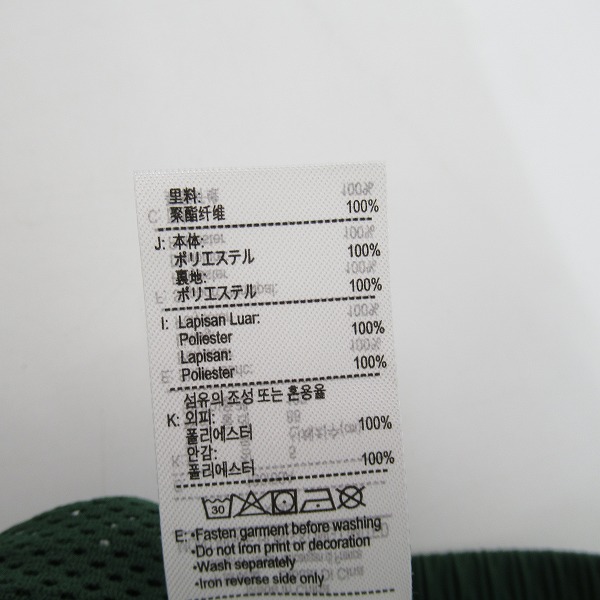 里料:
聚酯纤维 100%
J: 本体:
ポリエステル 100%
裏地:
ポリエステル 100%
I: Lapisan Luar:
Poliester 100%
Lapisan:
Poliester 100%
섬유의 조성 또는 혼용율
K: 외피:
폴리에스터 100%
안감:
폴리에스터 100%
30
E: •Fasten garment before washing
•Do not iron print or decoration
•Wash separately
•Iron reverse side only